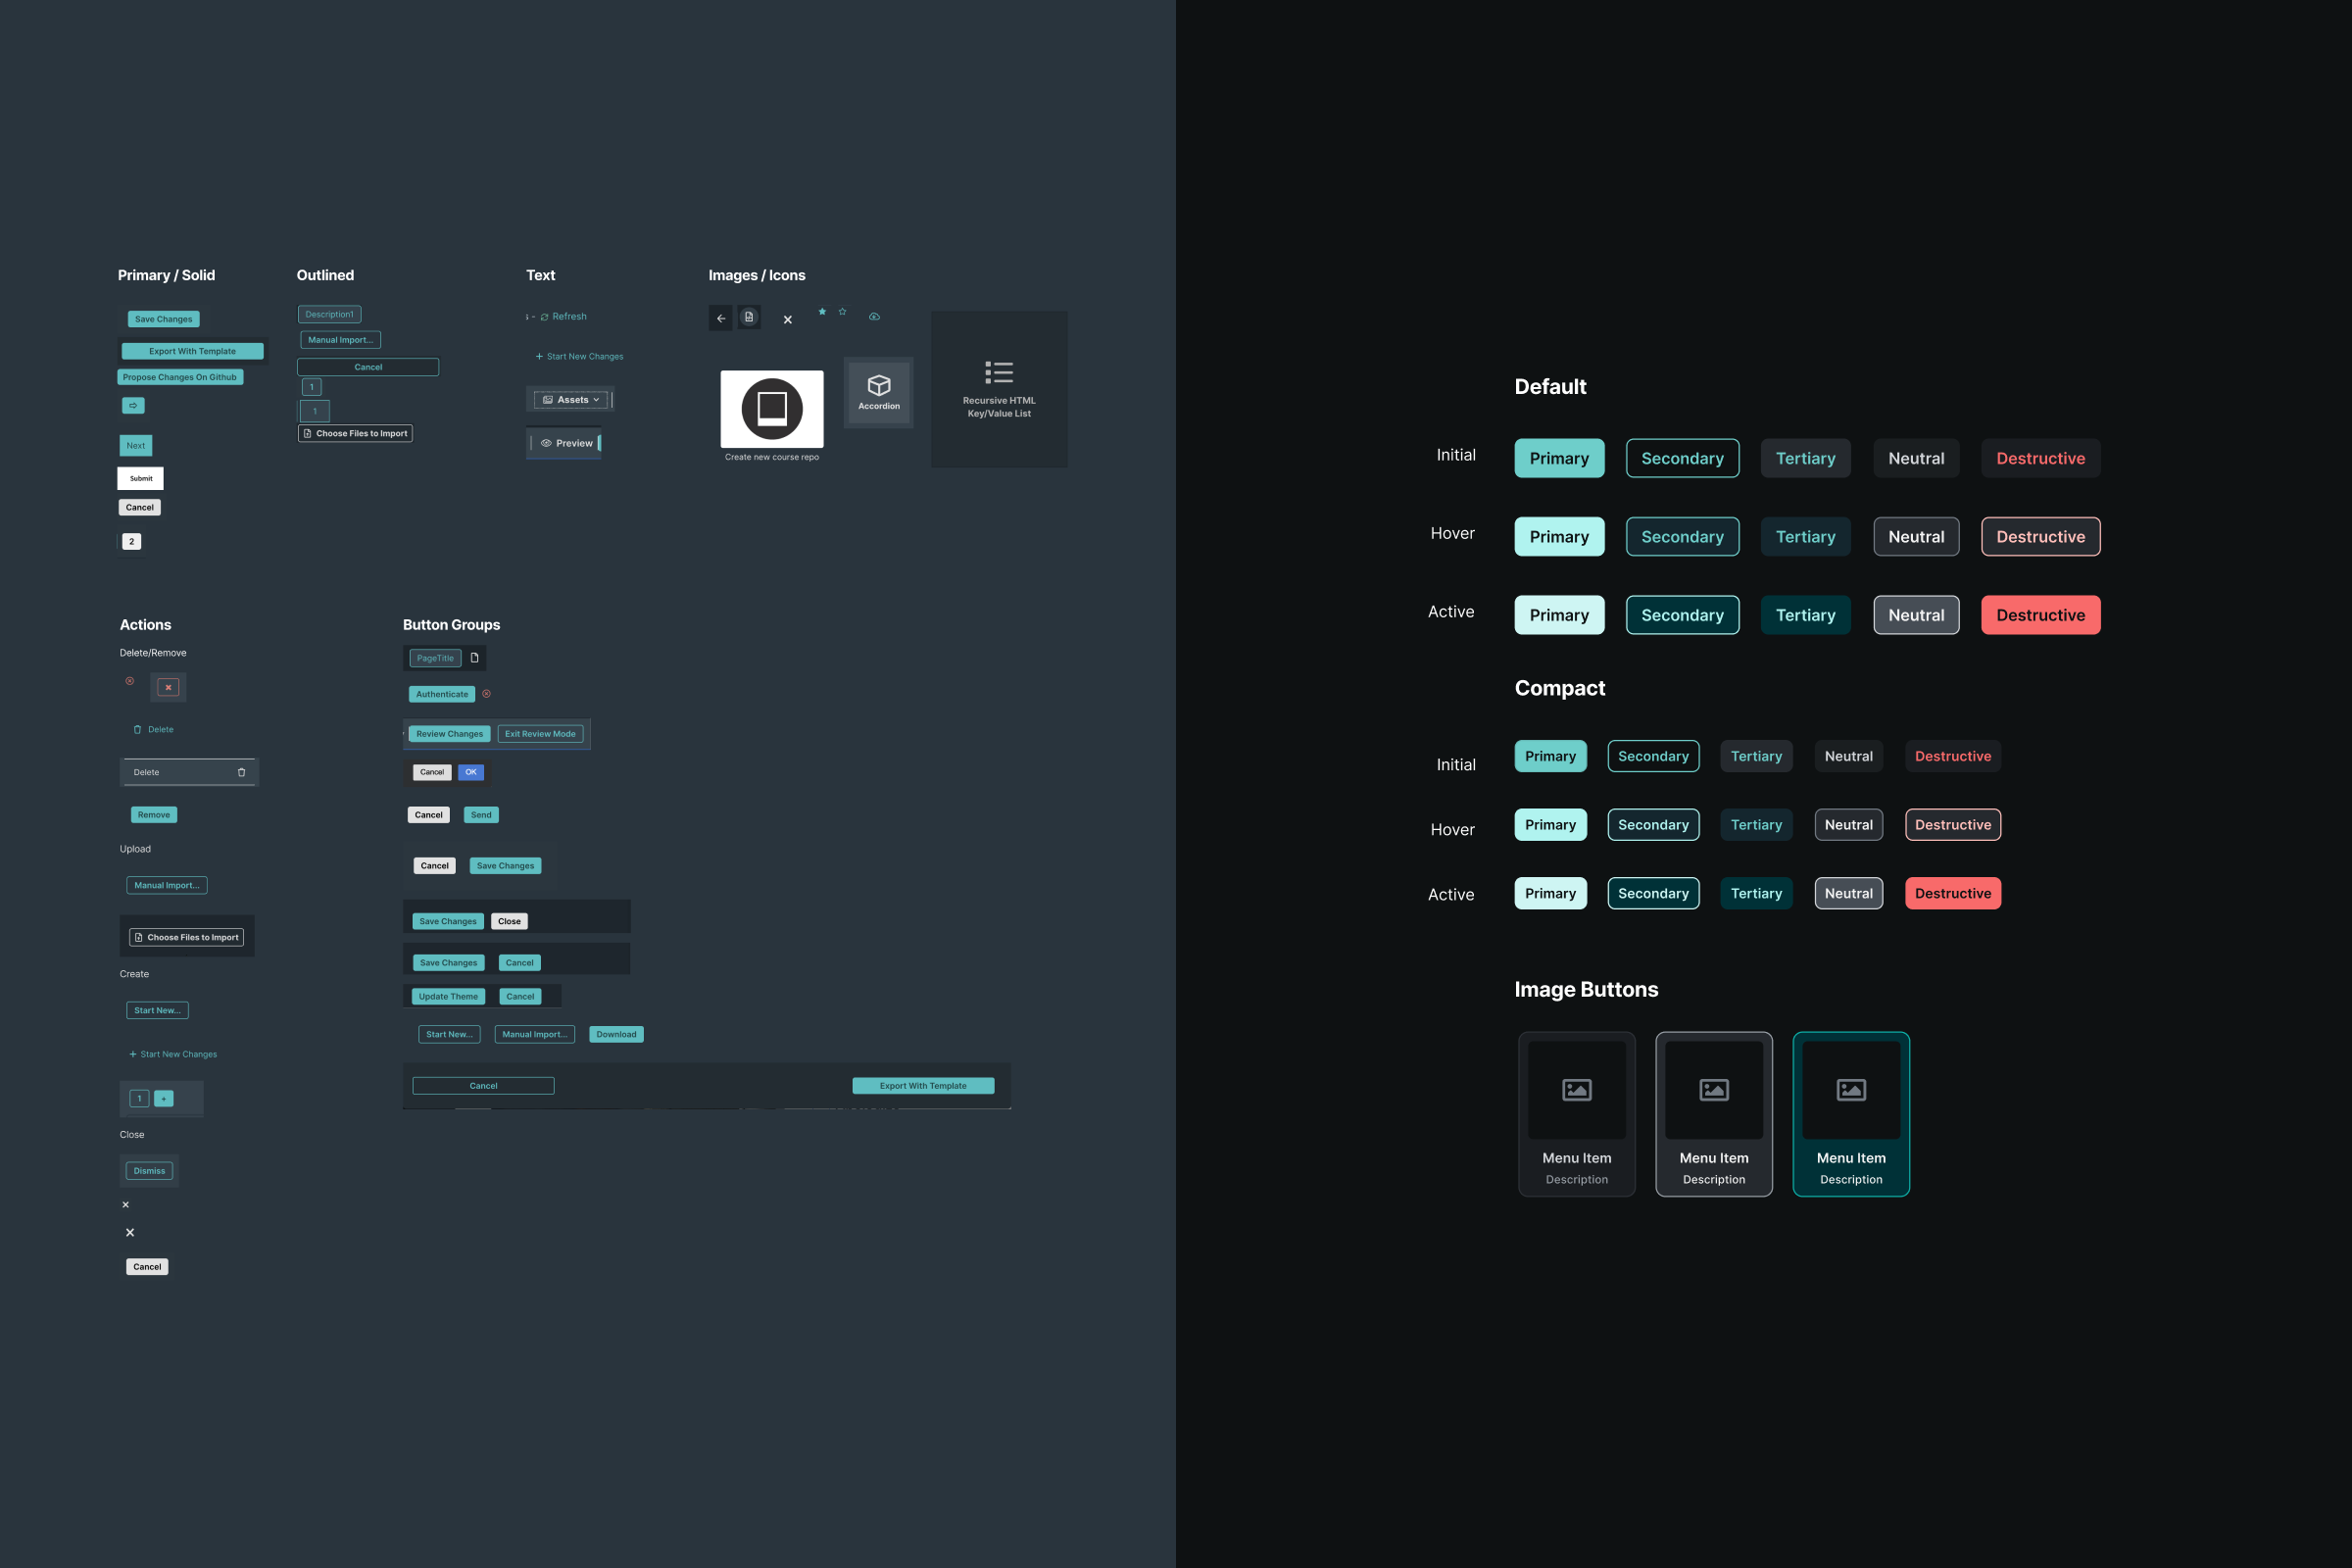 Primary / Solid
Save Changes
Export With Template
Propose Changes On Github
Next
Submit
Cancel
2
Outlined
Description1
Manual Import...
Cancel
1
1
Choose Files to Import
Text
Refresh
+ Start New Changes
Assets
Preview
Images / Icons
Create new course repo
Accordion
Recursive HTML
Key/Value List
Actions
Delete/Remove
Delete
Delete
Remove
Upload
Manual Import...
Choose Files to Import
Create
Start New...
+ Start New Changes
1 +
Close
Dismiss
Cancel
Button Groups
PageTitle
Authenticate
Review Changes Exit Review Mode
Cancel OK
Cancel Send
Cancel Save Changes
Save Changes Close
Save Changes Cancel
Update Theme Cancel
Start New... Manual Import... Download
Cancel Export With Template
Default
Initial Primary Secondary Tertiary Neutral Destructive
Hover Primary Secondary Tertiary Neutral Destructive
Active Primary Secondary Tertiary Neutral Destructive
Compact
Initial Primary Secondary Tertiary Neutral Destructive
Hover Primary Secondary Tertiary Neutral Destructive
Active Primary Secondary Tertiary Neutral Destructive
Image Buttons
Menu Item Menu Item Menu Item
Description Description Description